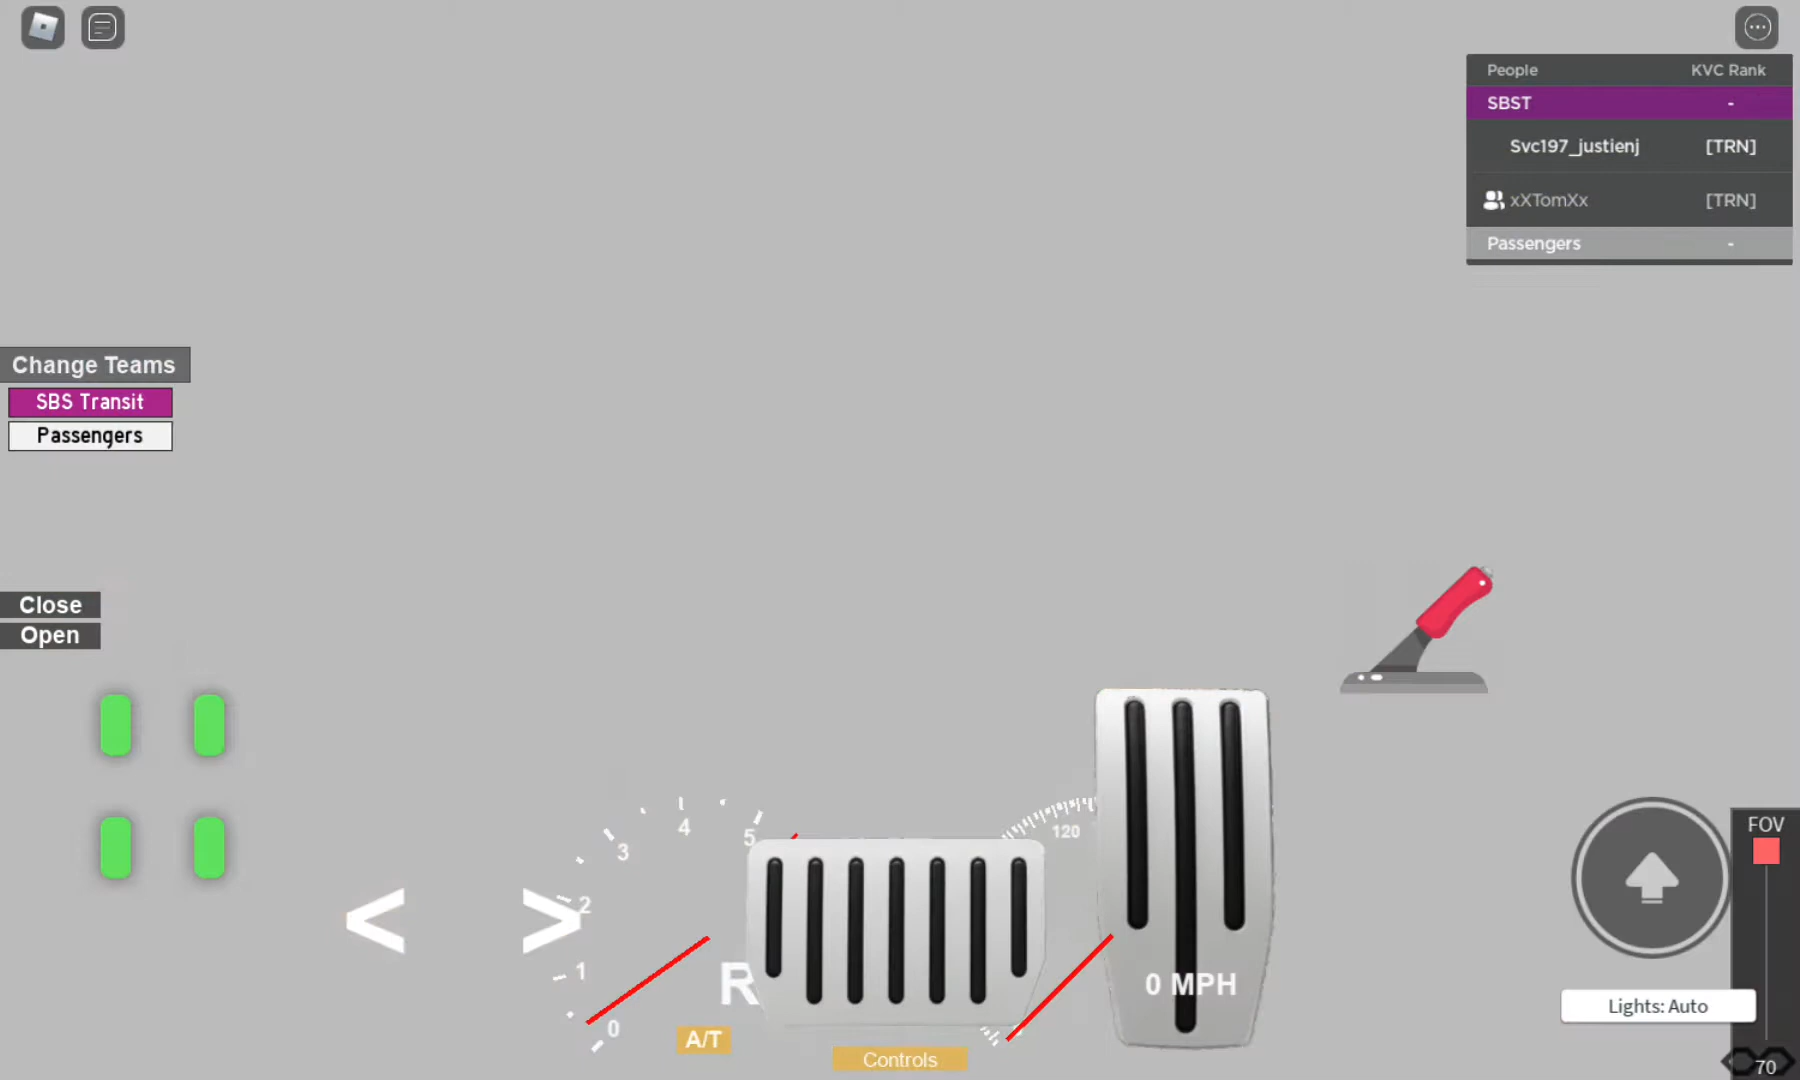 People KVC Rank
SBST -
Svc197_justienj [TRN]
xXTomXx [TRN]
Passengers -
Change Teams
SBS Transit
Passengers
Close
Open
FOV
5
4
120
3
2
1
R
0 MPH
0
Lights: Auto
A/T
Controls
70